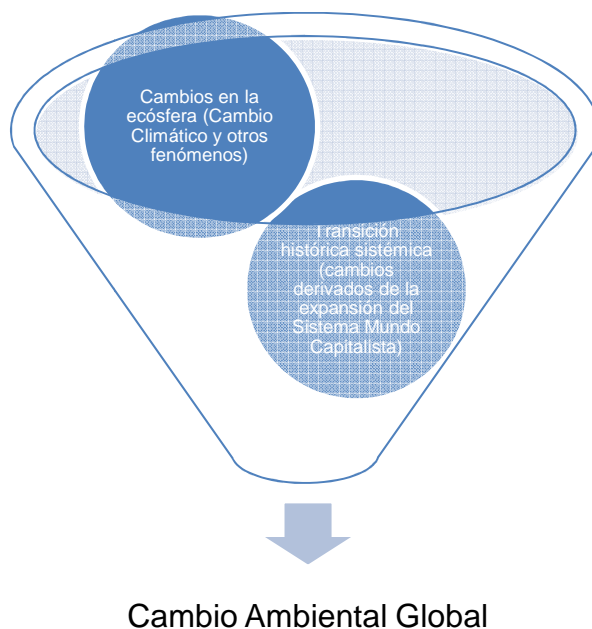 Cambios en la
ecósfera (Cambio
Climático y otros
fenómenos)
Transición
histórica sistémica
(cambios
derivados de la
expansión del
Sistema Mundo
Capitalista)
Cambio Ambiental Global